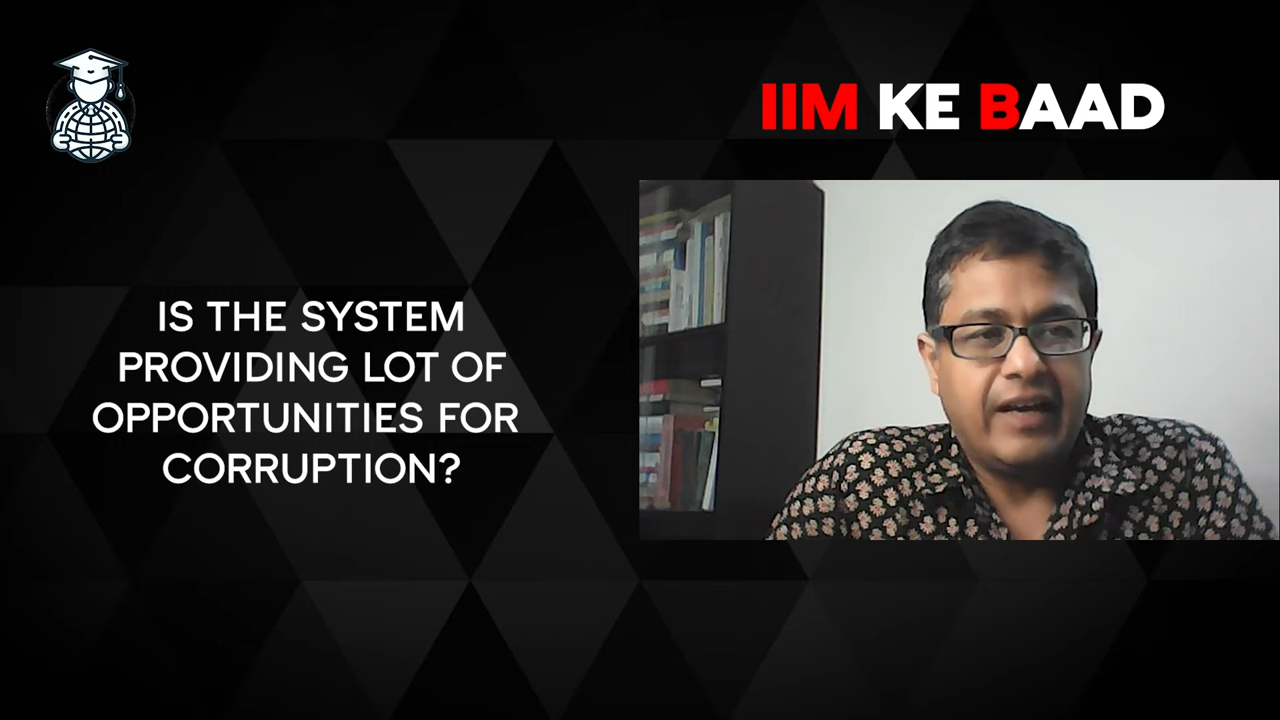 IIM KE BAAD
IS THE SYSTEM
PROVIDING LOT OF
OPPORTUNITIES FOR
CORRUPTION?